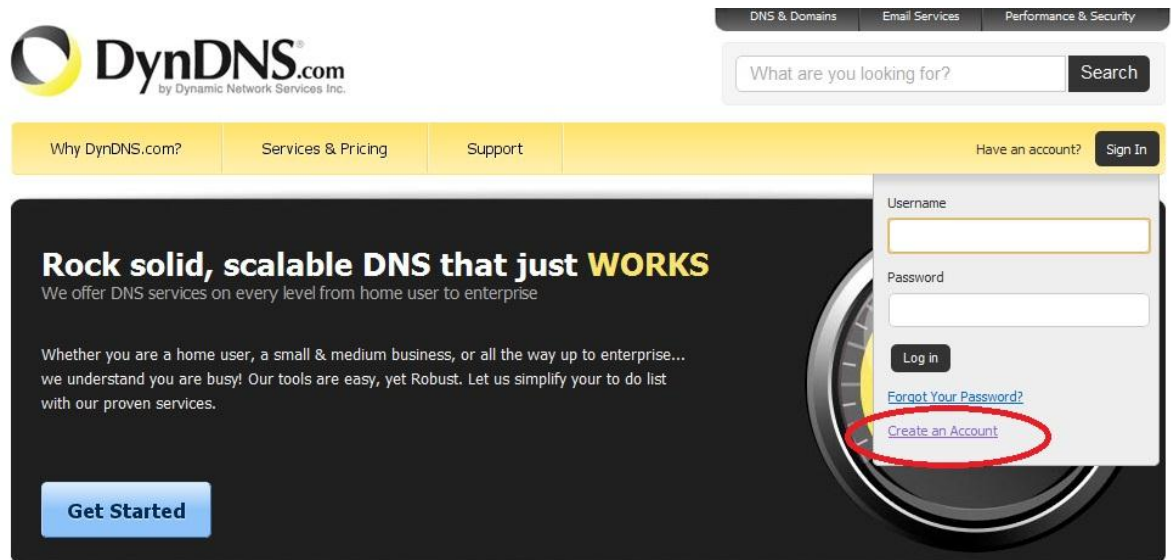 DNS & Domains Email Services Performance & Security
DynDNS.com
by Dynamic Network Services Inc.
What are you looking for? Search
Why DynDNS.com? Services & Pricing Support Have an account? Sign In
Username
Password
Log in
Forgot Your Password?
Create an Account
Rock solid, scalable DNS that just WORKS
We offer DNS services on every level from home user to enterprise
Whether you are a home user, a small & medium business, or all the way up to enterprise...
we understand you are busy! Our tools are easy, yet Robust. Let us simplify your to do list
with our proven services.
Get Started